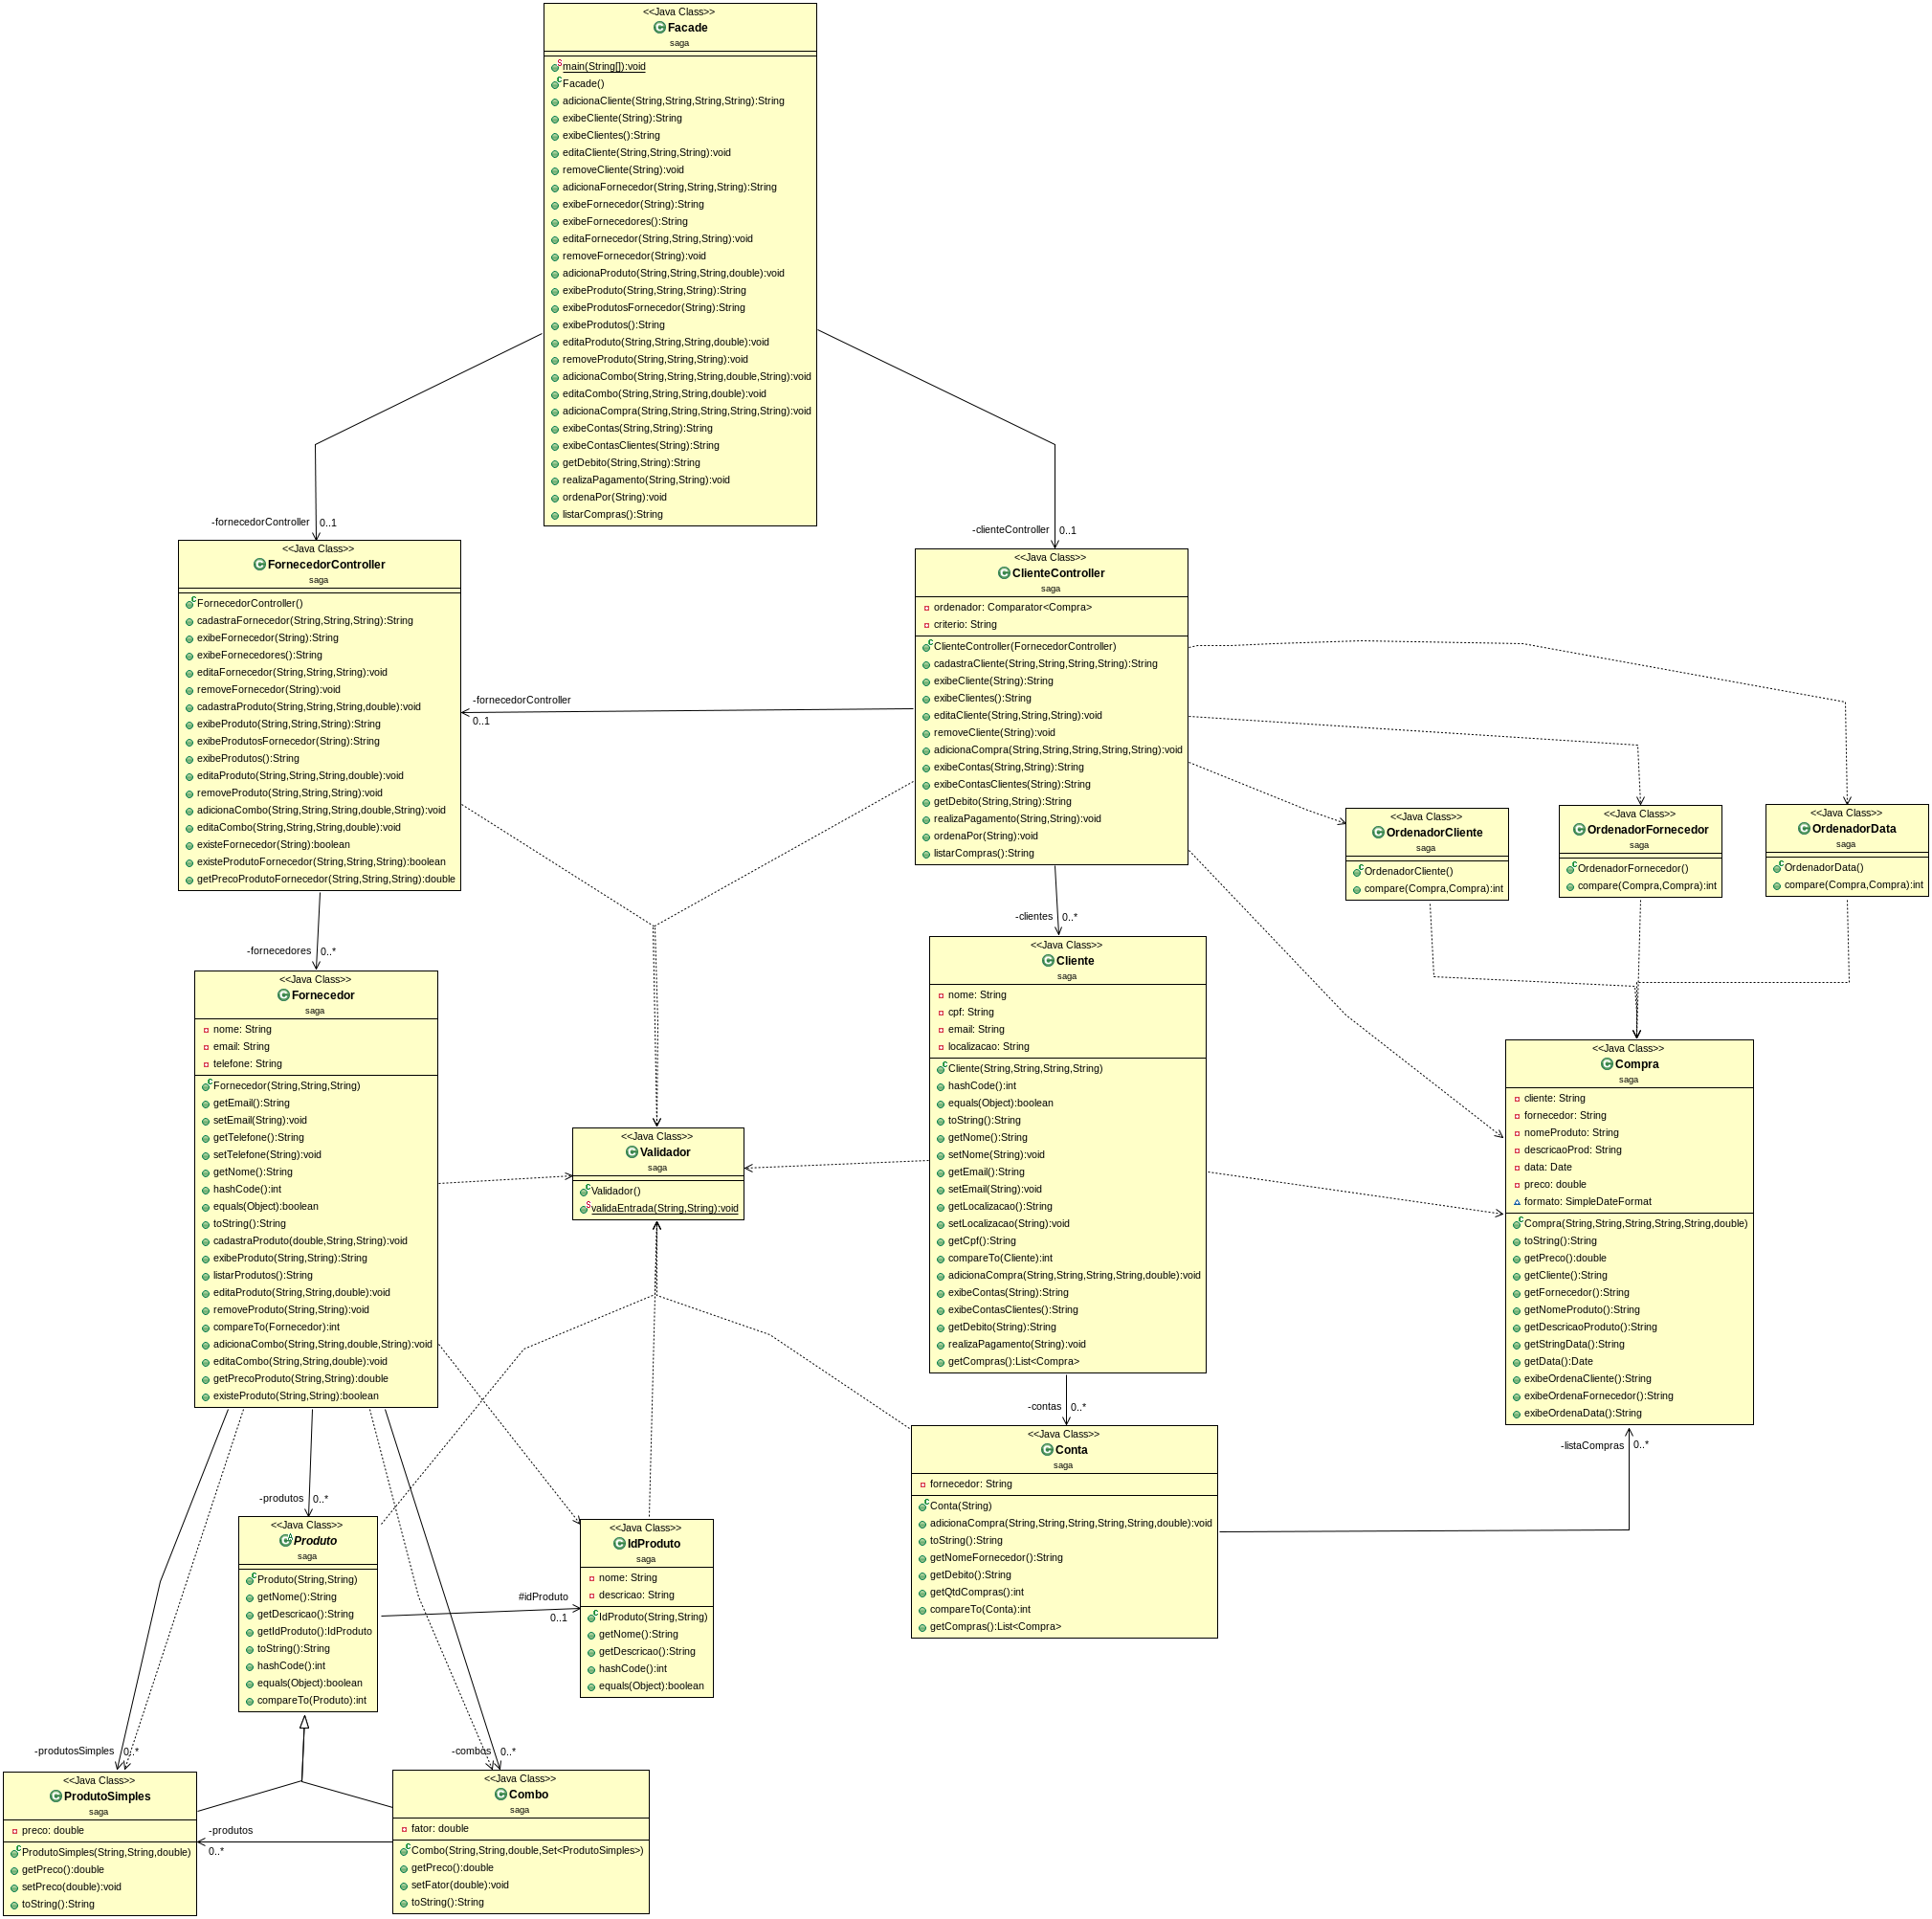 <<Java Class>>
Facade
saga
main(String[]):void
Facade()
adicionaCliente(String,String,String,String):String
exibeCliente(String):String
exibeClientes():String
editaCliente(String,String,String):void
removeCliente(String):void
adicionaFornecedor(String,String,String):String
exibeFornecedor(String):String
exibeFornecedores():String
editaFornecedor(String,String,String):void
removeFornecedor(String):void
adicionaProduto(String,String,String,double):void
exibeProduto(String,String,String):String
exibeProdutosFornecedor(String):String
exibeProdutos():String
editaProduto(String,String,String,double):void
removeProduto(String,String,String):void
adicionaCombo(String,String,String,double,String):void
editaCombo(String,String,String,double):void
adicionaCompra(String,String,String,String,String):void
exibeContas(String,String):String
exibeContasClientes(String):String
getDebito(String,String):String
realizaPagamento(String,String):void
ordenaPor(String):void
listarCompras():String
-fornecedorController 0..1
-clienteController 0..1
<<Java Class>>
FornecedorController
saga
FornecedorController()
cadastraFornecedor(String,String,String):String
exibeFornecedor(String):String
exibeFornecedores():String
editaFornecedor(String,String,String):void
removeFornecedor(String):void
cadastraProduto(String,String,String,double):void
exibeProduto(String,String,String):String
exibeProdutosFornecedor(String):String
exibeProdutos():String
editaProduto(String,String,String,double):void
removeProduto(String,String,String):void
adicionaCombo(String,String,String,double,String):void
editaCombo(String,String,String,double):void
existeFornecedor(String):boolean
existeProdutoFornecedor(String,String,String):boolean
getPrecoProdutoFornecedor(String,String,String):double
-fornecedorController
0..1
<<Java Class>>
ClienteController
saga
ordenador: Comparator<Compra>
criterio: String
ClienteController(FornecedorController)
cadastraCliente(String,String,String,String):String
exibeCliente(String):String
exibeClientes():String
editaCliente(String,String,String):void
removeCliente(String):void
adicionaCompra(String,String,String,String,String):void
exibeContas(String,String):String
exibeContasClientes(String):String
getDebito(String,String):String
realizaPagamento(String,String):void
ordenaPor(String):void
listarCompras():String
<<Java Class>>
OrdenadorCliente
saga
OrdenadorCliente()
compare(Compra,Compra):int
<<Java Class>>
OrdenadorFornecedor
saga
OrdenadorFornecedor()
compare(Compra,Compra):int
<<Java Class>>
OrdenadorData
saga
OrdenadorData()
compare(Compra,Compra):int
-fornecedores 0..*
-clientes 0..*
<<Java Class>>
Fornecedor
saga
nome: String
email: String
telefone: String
Fornecedor(String,String,String)
getEmail():String
setEmail(String):void
getTelefone():String
setTelefone(String):void
getNome():String
hashCode():int
equals(Object):boolean
toString():String
cadastraProduto(double,String,String):void
exibeProduto(String,String):String
listarProdutos():String
editaProduto(String,String,double):void
removeProduto(String,String):void
compareTo(Fornecedor):int
adicionaCombo(String,String,double,String):void
editaCombo(String,String,double):void
getPrecoProduto(String,String):double
existeProduto(String,String):boolean
<<Java Class>>
Validador
saga
Validador()
validaEntrada(String,String):void
<<Java Class>>
Cliente
saga
nome: String
cpf: String
email: String
localizacao: String
Cliente(String,String,String,String)
hashCode():int
equals(Object):boolean
toString():String
getNome():String
setNome(String):void
getEmail():String
setEmail(String):void
getLocalizacao():String
setLocalizacao(String):void
getCpf():String
compareTo(Cliente):int
adicionaCompra(String,String,String,String,double):void
exibeContas(String):String
exibeContasClientes():String
getDebito(String):String
realizaPagamento(String):void
getCompras():List<Compra>
<<Java Class>>
Compra
saga
cliente: String
fornecedor: String
nomeProduto: String
descricaoProd: String
data: Date
preco: double
formato: SimpleDateFormat
Compra(String,String,String,String,String,double)
toString():String
getPreco():double
getCliente():String
getFornecedor():String
getNomeProduto():String
getDescricaoProduto():String
getStringData():String
getData():Date
exibeOrdenaCliente():String
exibeOrdenaFornecedor():String
exibeOrdenaData():String
-contas 0..*
-listaCompras 0..*
<<Java Class>>
Conta
saga
fornecedor: String
Conta(String)
adicionaCompra(String,String,String,String,String,double):void
toString():String
getNomeFornecedor():String
getDebito():String
getQtdCompras():int
compareTo(Conta):int
getCompras():List<Compra>
-produtos 0..*
<<Java Class>>
Produto
saga
Produto(String,String)
getNome():String
getDescricao():String
getIdProduto():IdProduto
toString():String
hashCode():int
equals(Object):boolean
compareTo(Produto):int
#idProduto
0..1
<<Java Class>>
IdProduto
saga
nome: String
descricao: String
IdProduto(String,String)
getNome():String
getDescricao():String
hashCode():int
equals(Object):boolean
-produtosSimples 0..*
-combos 0..*
<<Java Class>>
ProdutoSimples
saga
preco: double
ProdutoSimples(String,String,double)
getPreco():double
setPreco(double):void
toString():String
-produtos
0..*
<<Java Class>>
Combo
saga
fator: double
Combo(String,String,double,Set<ProdutoSimples>)
getPreco():double
setFator(double):void
toString():String